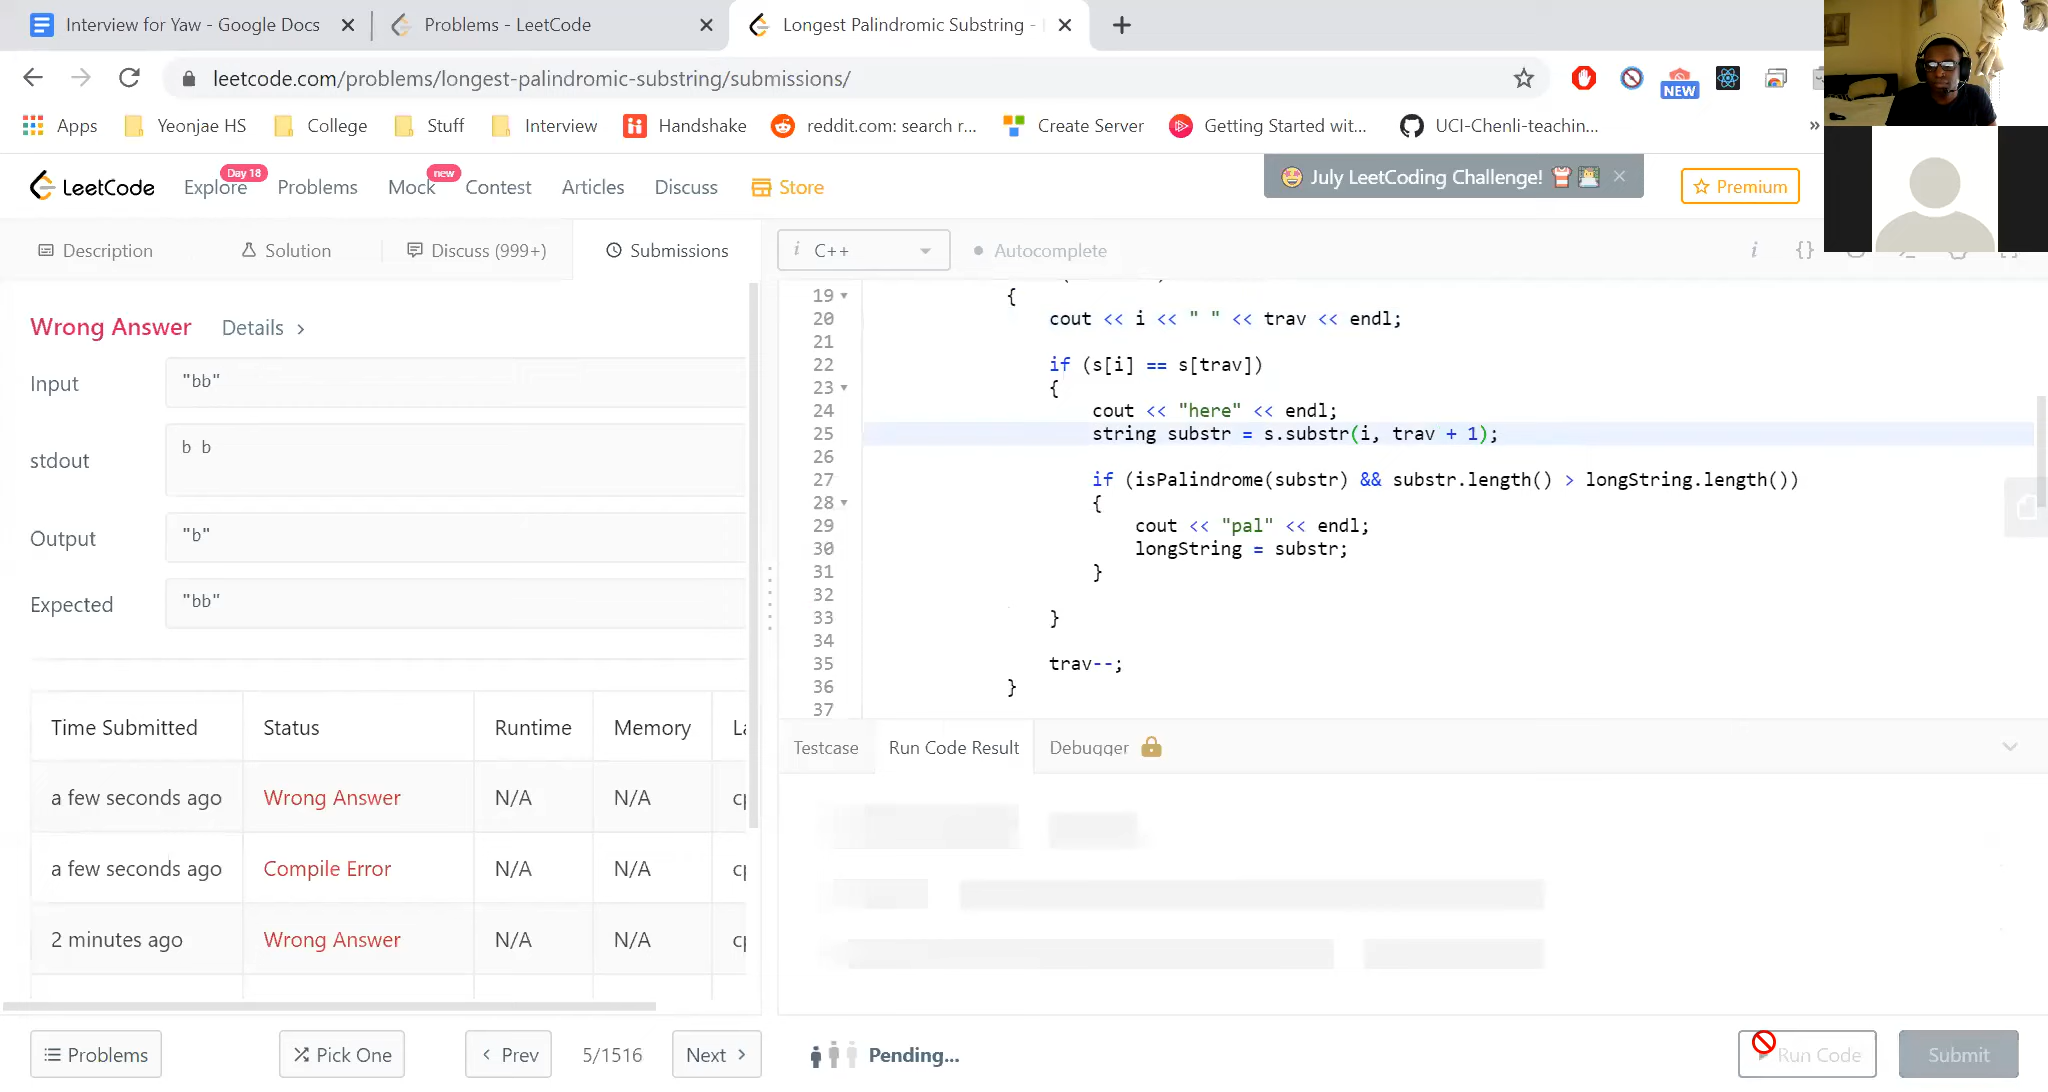 Interview for Yaw - Google Docs
Problems - LeetCode
Longest Palindromic Substring -
leetcode.com/problems/longest-palindromic-substring/submissions/
NEW
Apps
Yeonjae HS
College
Stuff
Interview
Handshake
reddit.com: search r...
Create Server
Getting Started wit...
UCI-Chenli-teachin...
»
LeetCode
Explore
Day 18
Problems
Mock
new
Contest
Articles
Discuss
Store
July LeetCoding Challenge!
Premium
Description
Solution
Discuss (999+)
Submissions
i C++
Autocomplete
i {}
Wrong Answer Details >
Input "bb"
stdout b b
Output "b"
Expected "bb"
Time Submitted Status Runtime Memory
a few seconds ago Wrong Answer N/A N/A
a few seconds ago Compile Error N/A N/A
2 minutes ago Wrong Answer N/A N/A
19 {
20 cout << i << " " << trav << endl;
21
22 if (s[i] == s[trav])
23 {
24 cout << "here" << endl;
25 string substr = s.substr(i, trav + 1);
26
27 if (isPalindrome(substr) && substr.length() > longString.length())
28 {
29 cout << "pal" << endl;
30 longString = substr;
31 }
32
33 }
34
35 trav--;
36 }
37
Testcase
Run Code Result
Debugger
Problems
Pick One
< Prev
5/1516
Next >
Pending...
Run Code
Submit